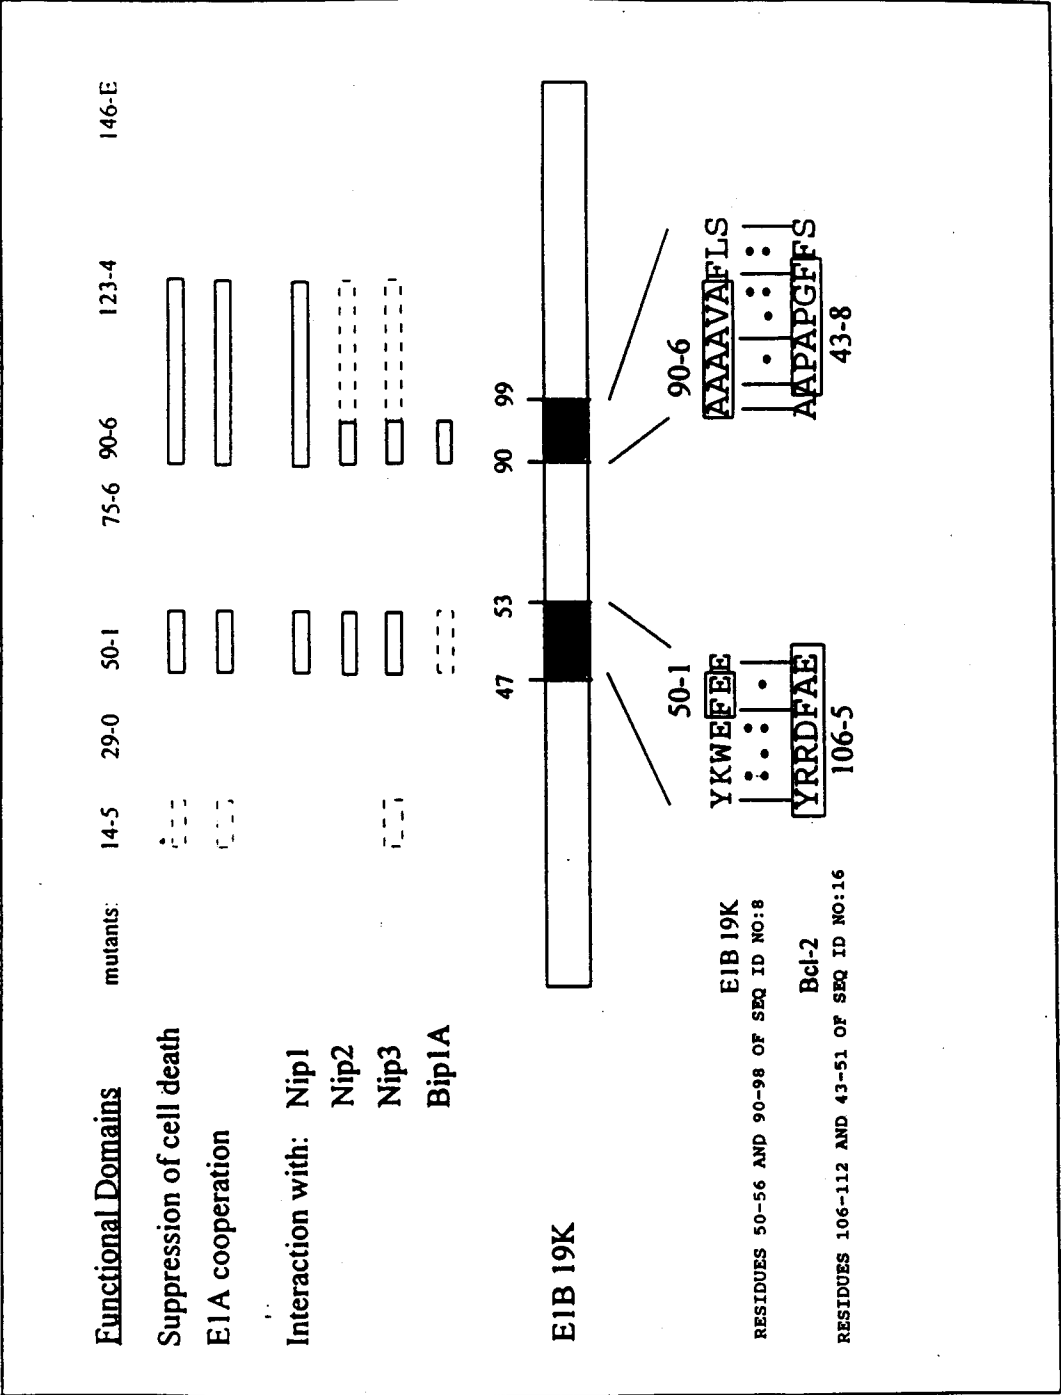 Functional Domains mutants: 14-5 29-0 50-1 75-6 90-6 123-4 146-E
Suppression of cell death
E1A cooperation
Interaction with: Nip1
Nip2
Nip3
Bip1A
47 53 90 99
E1B 19K
50-1 90-6
E1B 19K YKWEFEE AAAAVAFLS
RESIDUES 50-56 AND 90-98 OF SEQ ID NO:8
Bcl-2 YRRDFAE AAPAPGFFS
106-5 43-8
RESIDUES 106-112 AND 43-51 OF SEQ ID NO:16